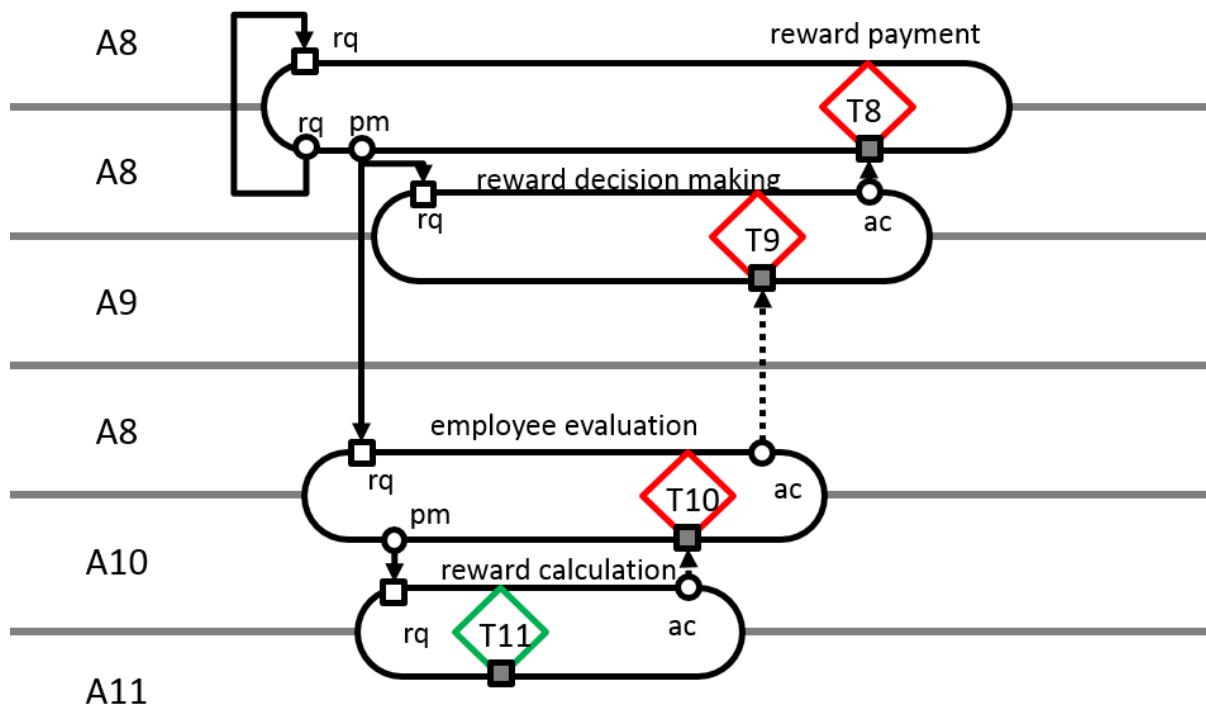 reward payment
A8
rq
T8
rq
pm
A8
reward decision making
rq
ac
T9
A9
A8
employee evaluation
rq
ac
T10
pm
A10
reward calculation
rq
ac
T11
A11